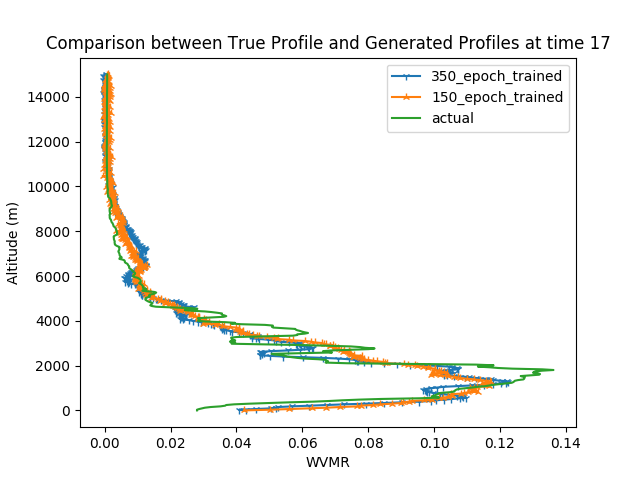 Comparison between True Profile and Generated Profiles at time 17
350_epoch_trained
150_epoch_trained
actual
Altitude (m)
14000
12000
10000
8000
6000
4000
2000
0
0.00 0.02 0.04 0.06 0.08 0.10 0.12 0.14
WVMR